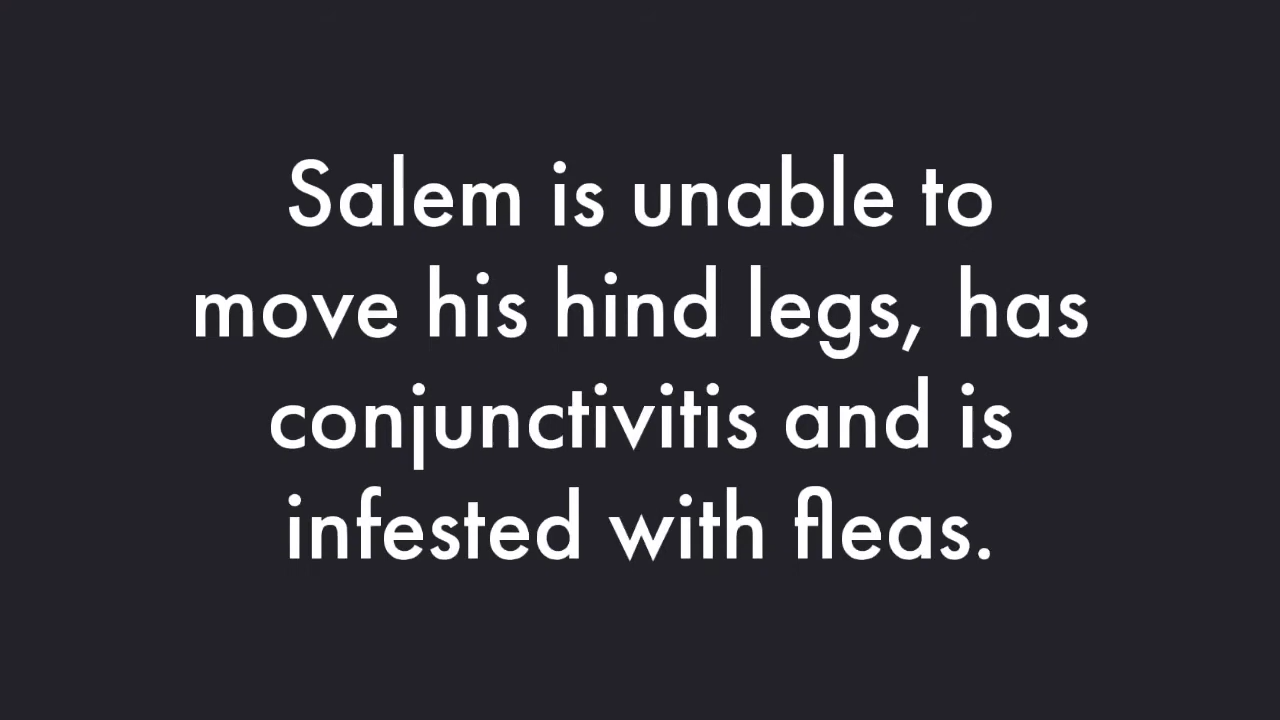 Salem is unable to
move his hind legs, has
conjunctivitis and is
infested with fleas.